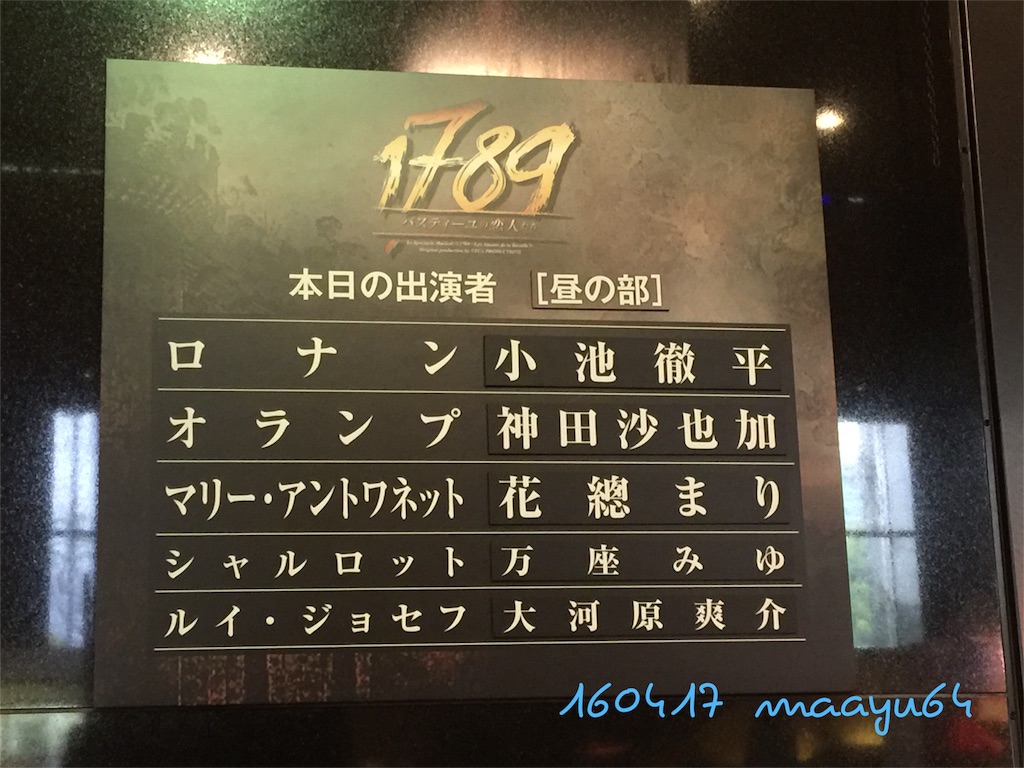 1789
バスティーユの恋人たち
本日の出演者 [昼の部]
ロナン 小池徹平
オランプ 神田沙也加
マリー・アントワネット 花總まり
シャルロット 万座みゆ
ルイ・ジョセフ 大河原爽介
160417 maayu64